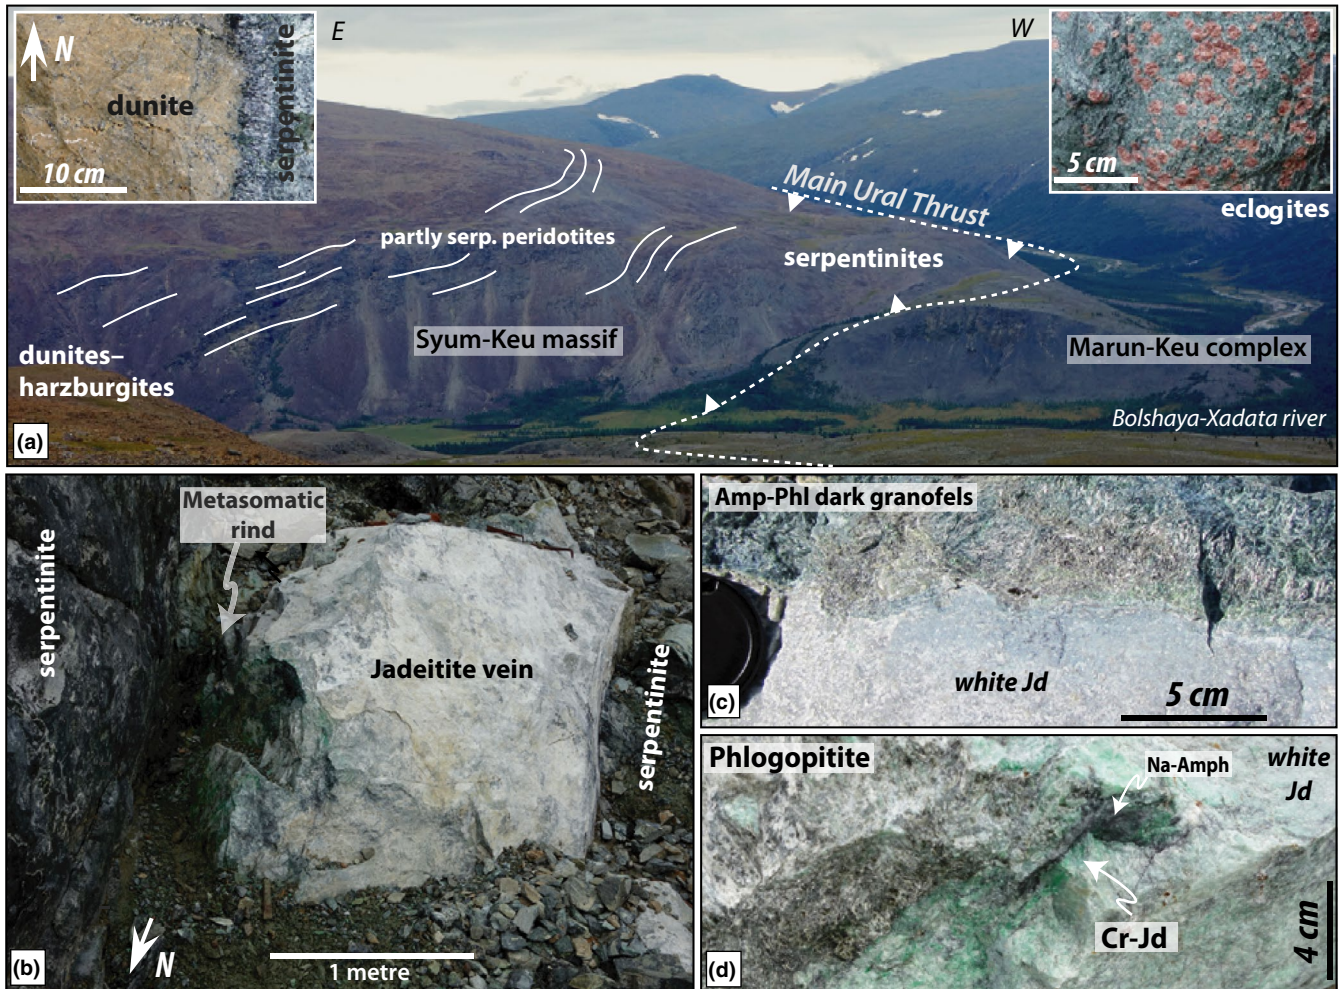 N
dunite
serpentinite
10 cm
E
W
5 cm
eclogites
Main Ural Thrust
partly serp. peridotites
serpentinites
Syum-Keu massif
dunites–
harzburgites
Marun-Keu complex
Bolshaya-Xadata river
(a)
Metasomatic
rind
serpentinite
Jadeitite vein
serpentinite
N
1 metre
(b)
Amp-Phl dark granofels
white Jd
5 cm
(c)
Phlogopitite
Na-Amph
white
Jd
Cr-Jd
4 cm
(d)